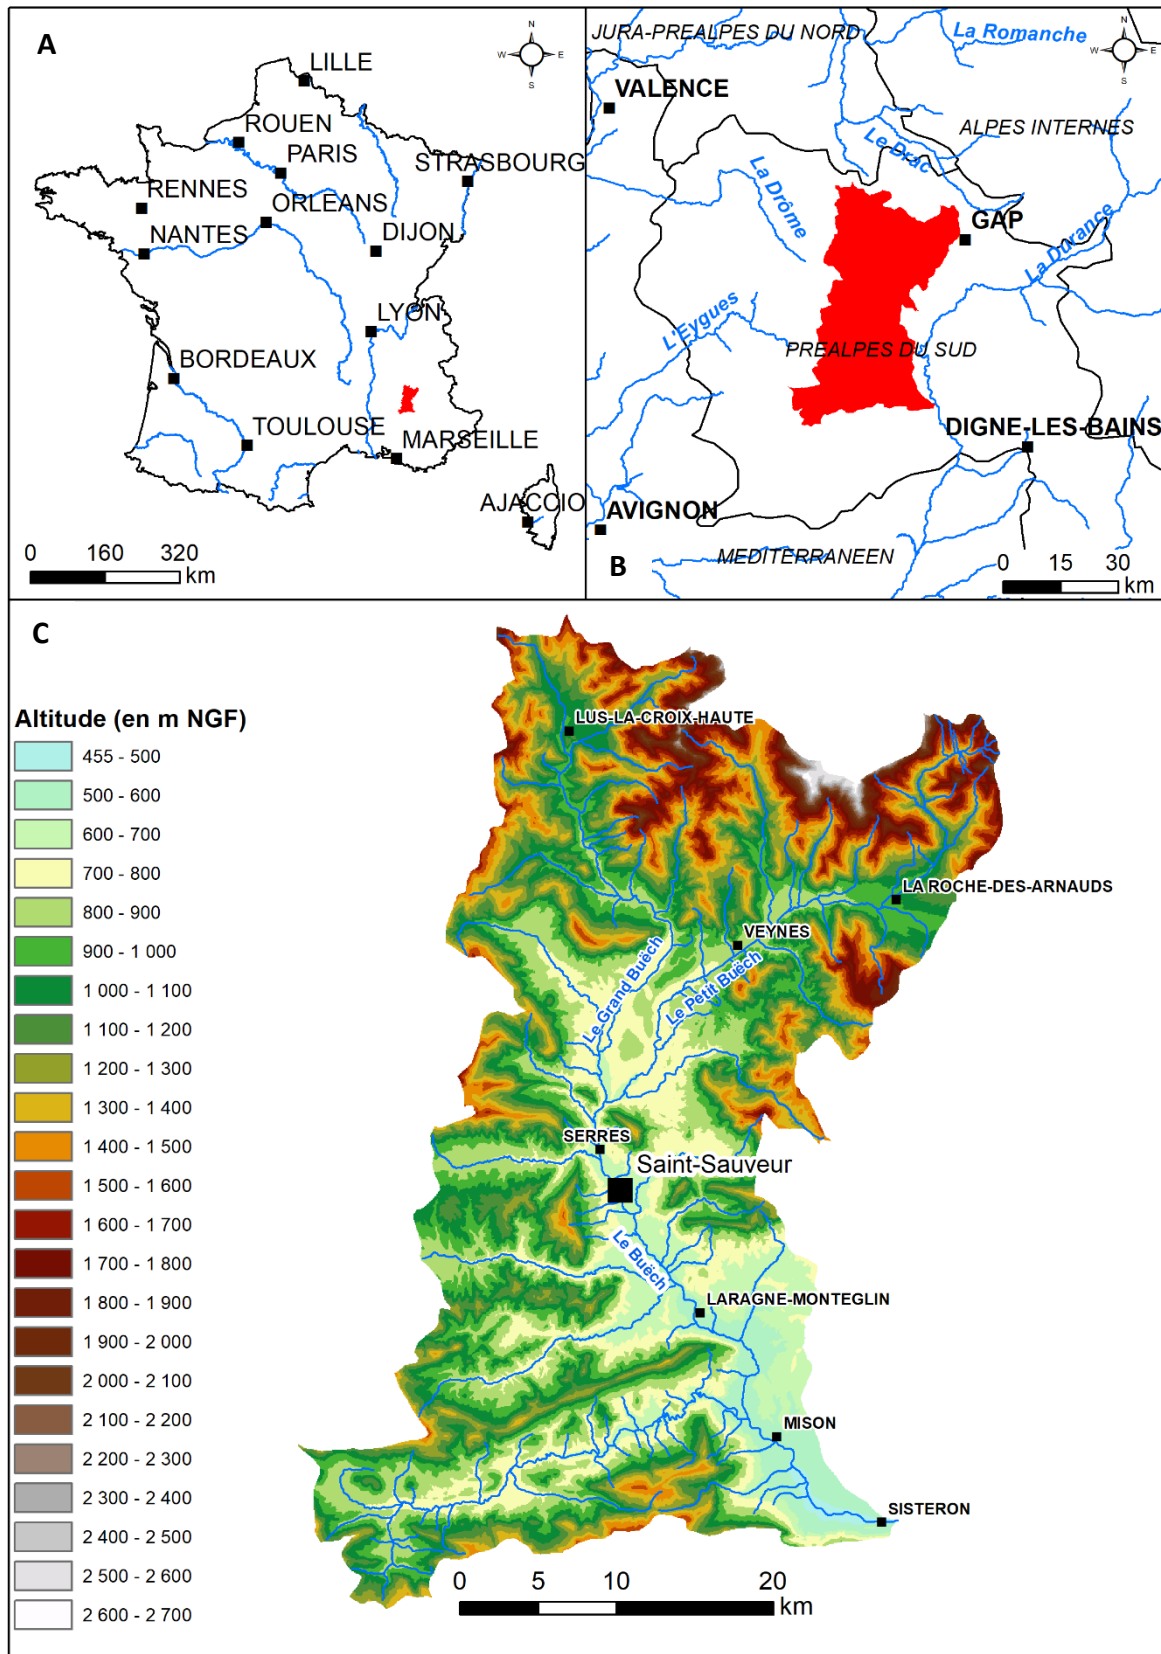 A
N
W E
S
LILLE
ROUEN
PARIS
STRASBOURG
RENNES
ORLEANS
NANTES
DIJON
LYON
BORDEAUX
TOULOUSE
MARSEILLE
AJACCIO
0 160 320
km
JURA-PREALPES DU NORD
La Romanche
N
W E
S
VALENCE
ALPES INTERNES
Le Drac
La Drôme
GAP
La Durance
L'Eygues
PREALPES DU SUD
DIGNE-LES-BAINS
AVIGNON
MEDITERRANEEN
B
0 15 30
km
C
Altitude (en m NGF)
455 - 500
500 - 600
600 - 700
700 - 800
800 - 900
900 - 1 000
1 000 - 1 100
1 100 - 1 200
1 200 - 1 300
1 300 - 1 400
1 400 - 1 500
1 500 - 1 600
1 600 - 1 700
1 700 - 1 800
1 800 - 1 900
1 900 - 2 000
2 000 - 2 100
2 100 - 2 200
2 200 - 2 300
2 300 - 2 400
2 400 - 2 500
2 500 - 2 600
2 600 - 2 700
LUS-LA-CROIX-HAUTE
LA ROCHE-DES-ARNAUDS
VEYNES
Le Grand Buëch
Le Petit Buëch
SERRES
Saint-Sauveur
Le Buëch
LARAGNE-MONTEGLIN
MISON
SISTERON
0 5 10 20
km